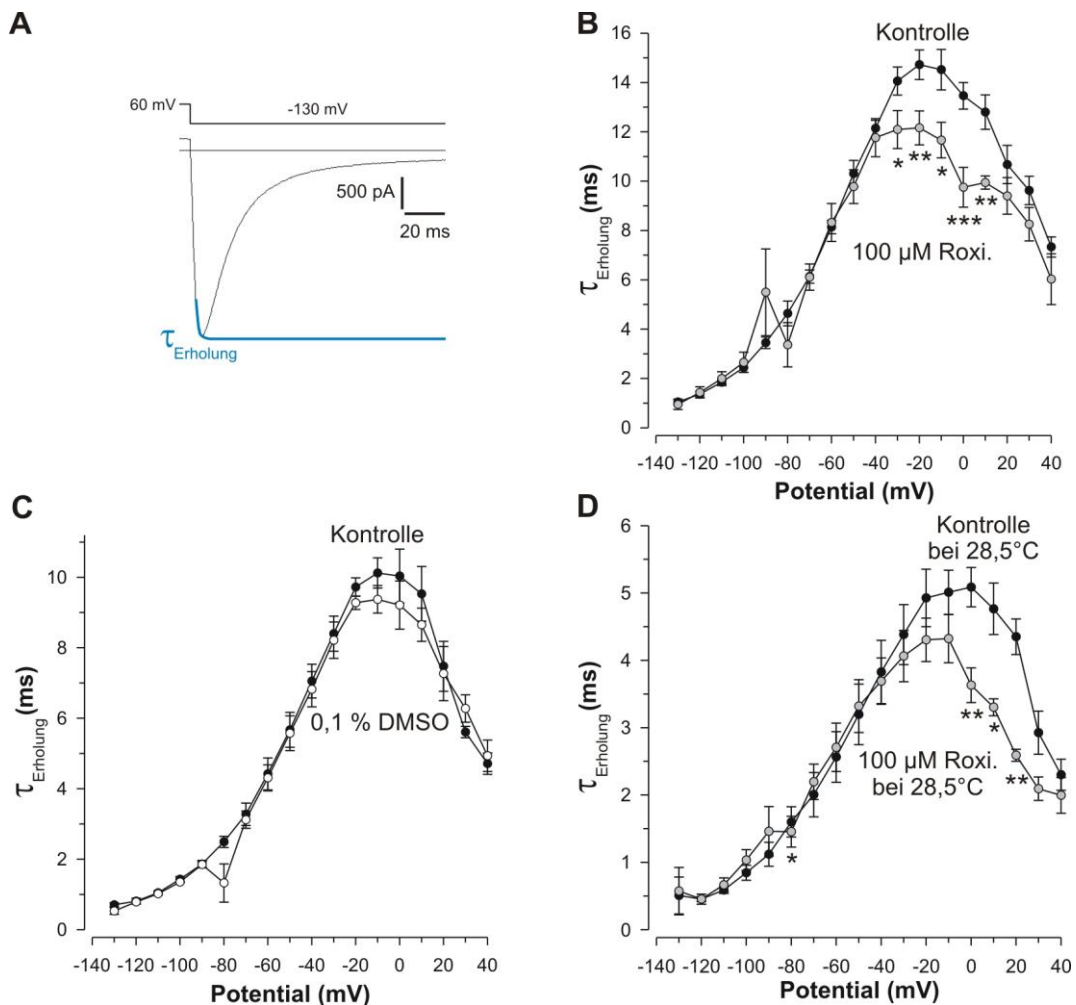 A
60 mV
-130 mV
500 pA
20 ms
τErholung
B
Kontrolle
16
14
12
10
8
6
4
2
0
τErholung (ms)
*
**
*
***
**
100 µM Roxi.
-140 -120 -100 -80 -60 -40 -20 0 20 40
Potential (mV)
C
Kontrolle
10
8
6
4
2
0
τErholung (ms)
0,1 % DMSO
-140 -120 -100 -80 -60 -40 -20 0 20 40
Potential (mV)
D
Kontrolle
bei 28,5°C
6
5
4
3
2
1
0
τErholung (ms)
**
*
**
100 µM Roxi.
bei 28,5°C
*
-140 -120 -100 -80 -60 -40 -20 0 20 40
Potential (mV)